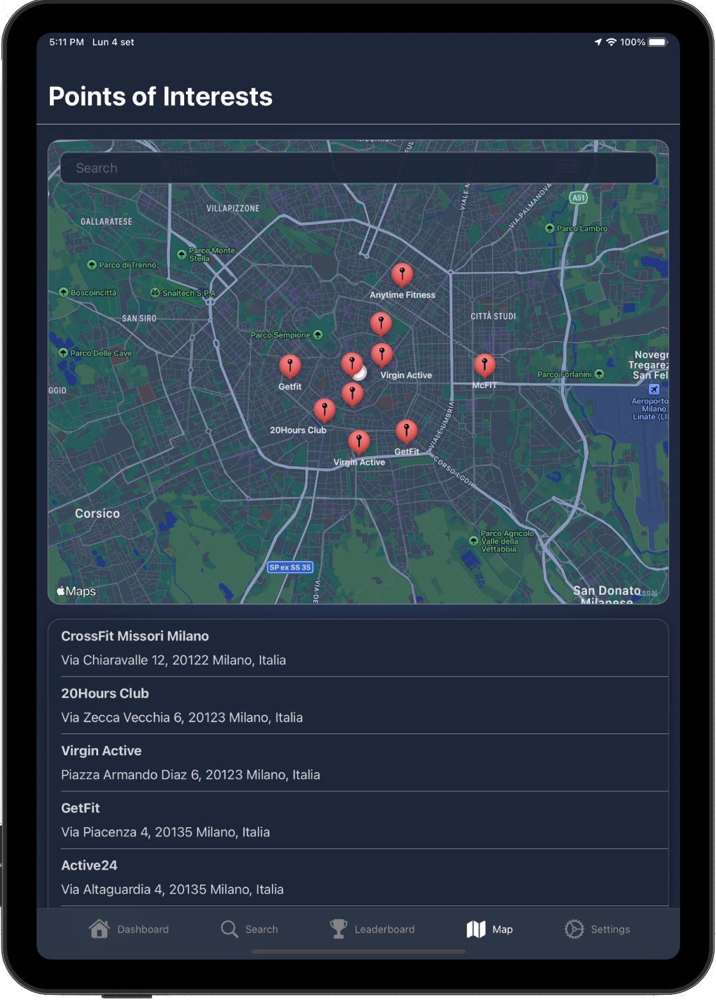 5:11 PM Lun 4 set
100%
Points of Interests
Search
VILLAPIZZONE
GALLARATESE
A51
VIA PALMANOVA
Parco Lambro
Parco Monte
Stella
Parco di Trenno
Boscoincittà
Snaitech S.P.A.
Anytime Fitness
SAN SIRO
CITTÀ STUDI
Parco Sempione
Parco Delle Cave
Getfit
Virgin Active
McFIT
Parco Forlanini
Aeroporto
Milano
Linate
20Hours Club
VIALE UMBRIA
GetFit
Virgin Active
CORSO LODI
Corsico
Parco Agricolo
Valle della
Vettabbia
SP ex SS 35
Maps
San Donato
Milanese
CrossFit Missori Milano
Via Chiaravalle 12, 20122 Milano, Italia
20Hours Club
Via Zecca Vecchia 6, 20123 Milano, Italia
Virgin Active
Piazza Armando Diaz 6, 20123 Milano, Italia
GetFit
Via Piacenza 4, 20135 Milano, Italia
Active24
Via Altaguardia 4, 20135 Milano, Italia
Dashboard
Search
Leaderboard
Map
Settings